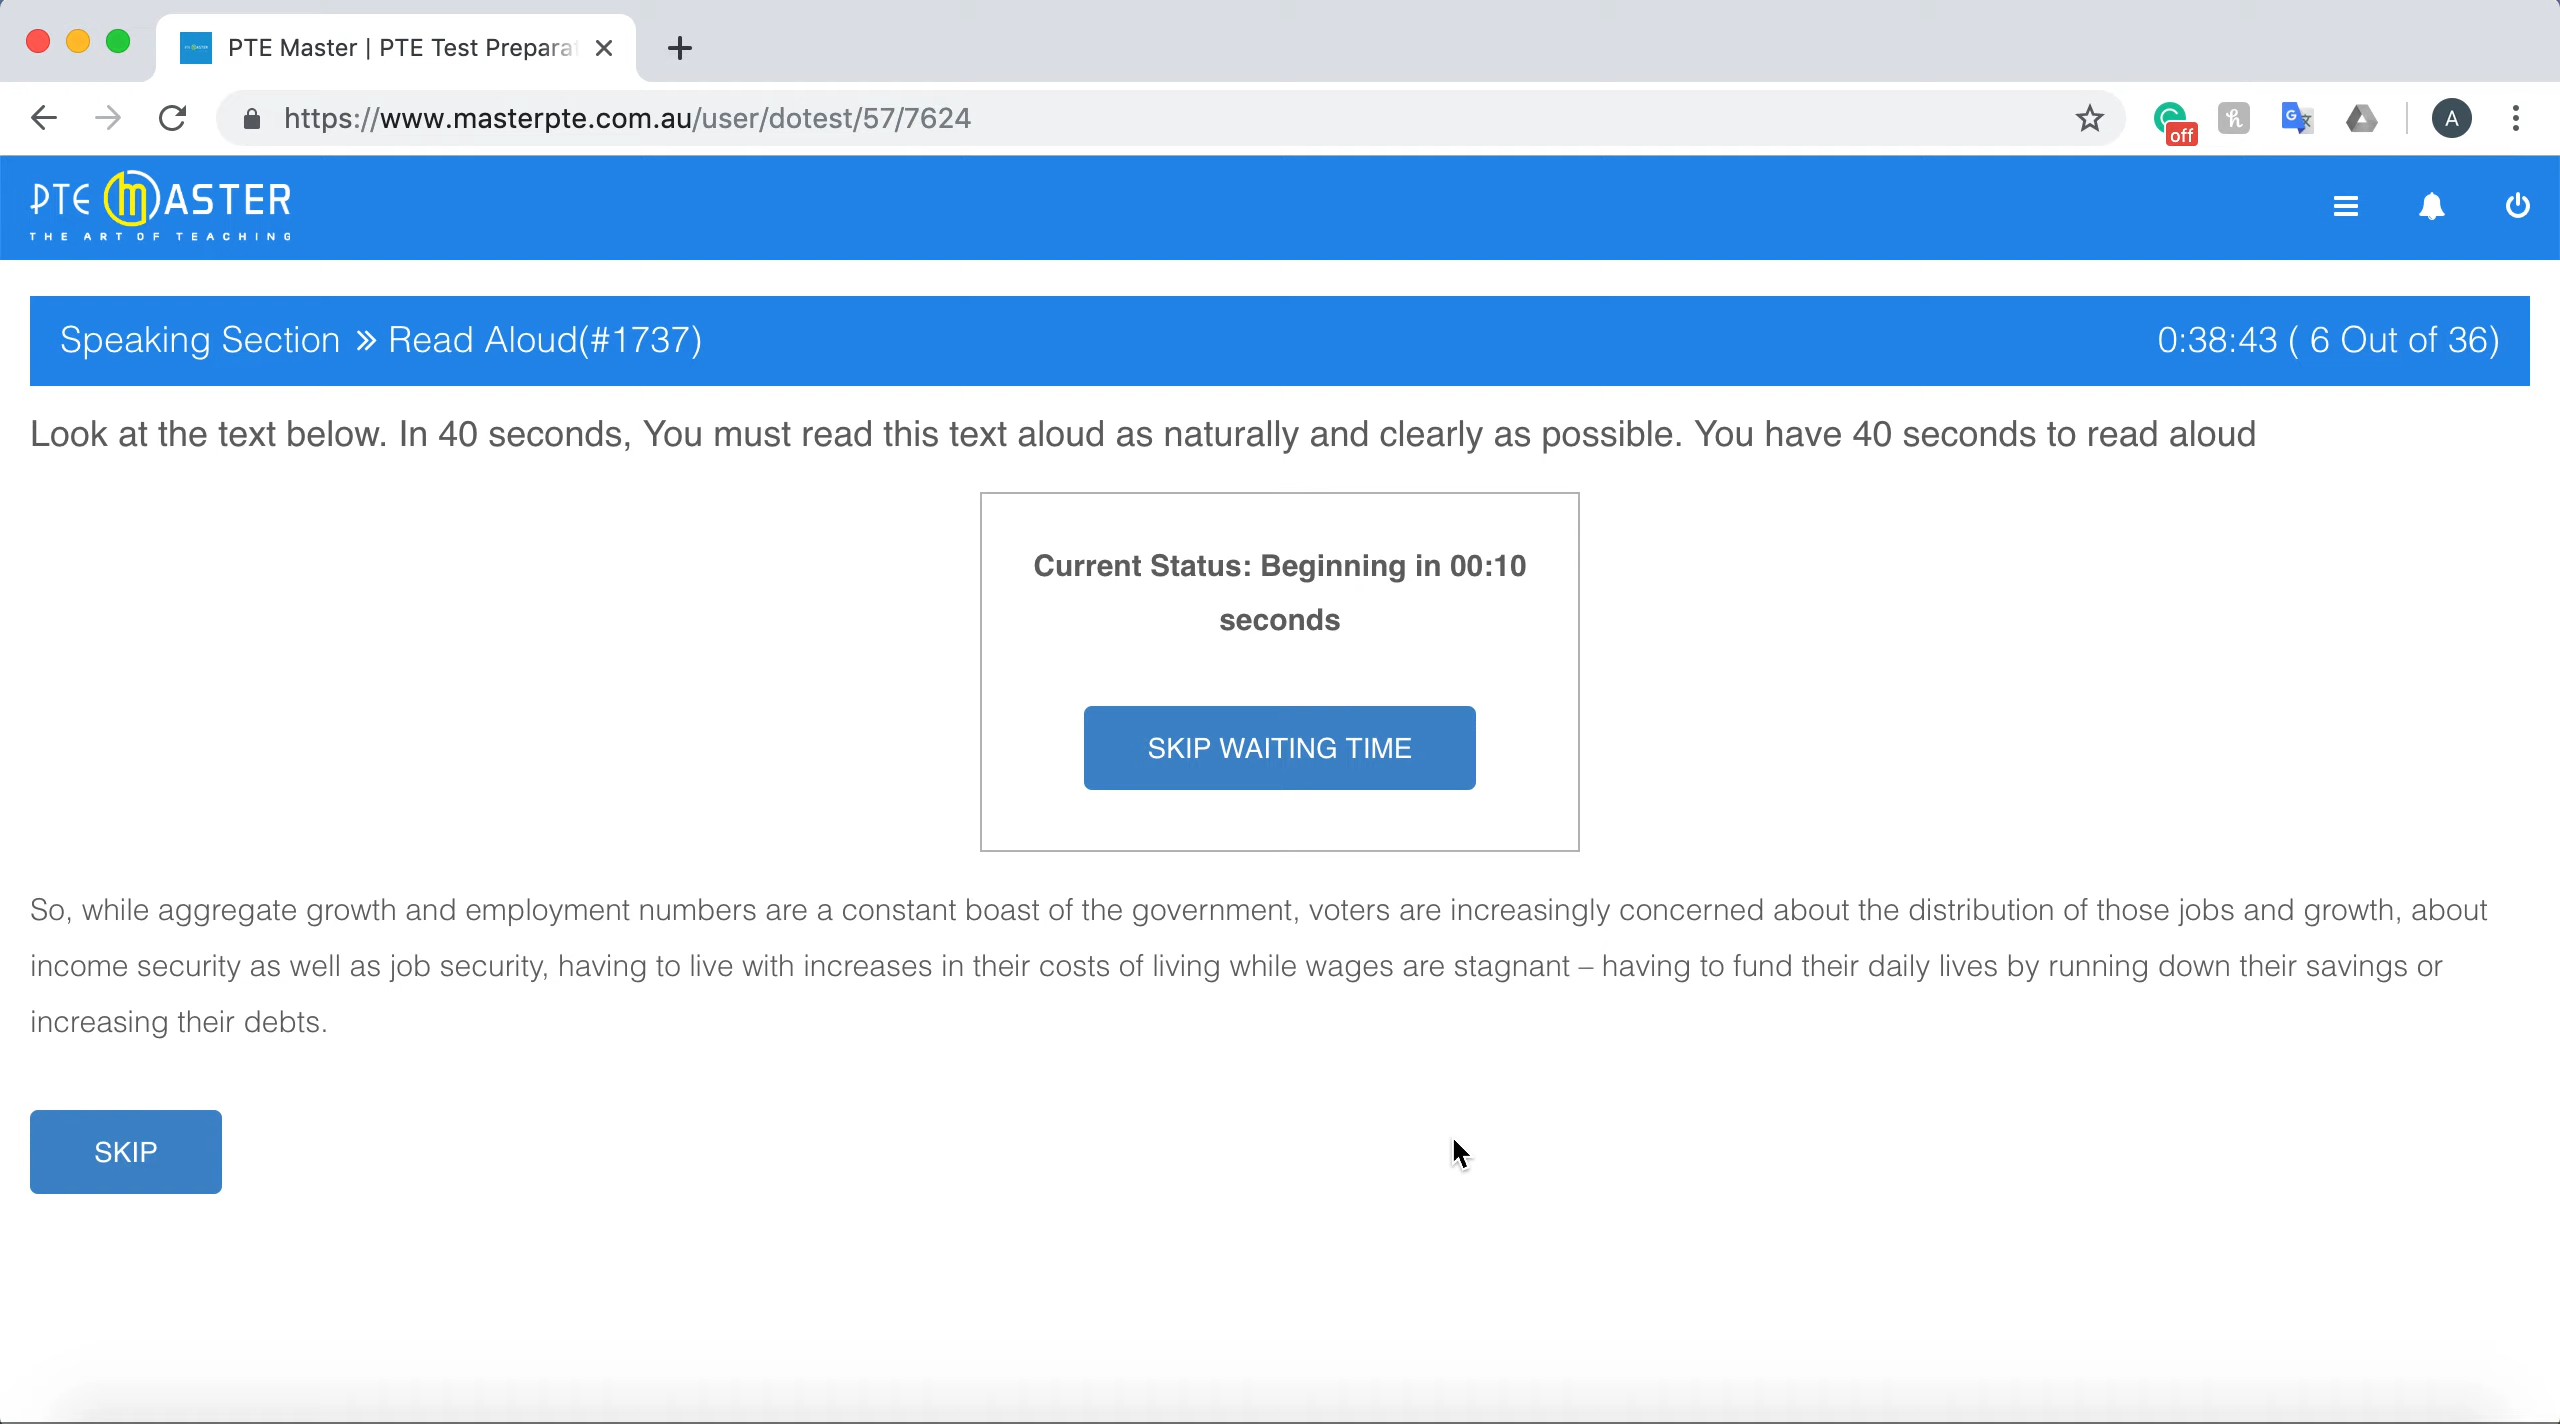 PTE Master | PTE Test Prepara
https://www.masterpte.com.au/user/dotest/57/7624
off
A
PTE MASTER
THE ART OF TEACHING
Speaking Section » Read Aloud(#1737)
0:38:43 ( 6 Out of 36)
Look at the text below. In 40 seconds, You must read this text aloud as naturally and clearly as possible. You have 40 seconds to read aloud
Current Status: Beginning in 00:10
seconds
SKIP WAITING TIME
So, while aggregate growth and employment numbers are a constant boast of the government, voters are increasingly concerned about the distribution of those jobs and growth, about
income security as well as job security, having to live with increases in their costs of living while wages are stagnant – having to fund their daily lives by running down their savings or
increasing their debts.
SKIP